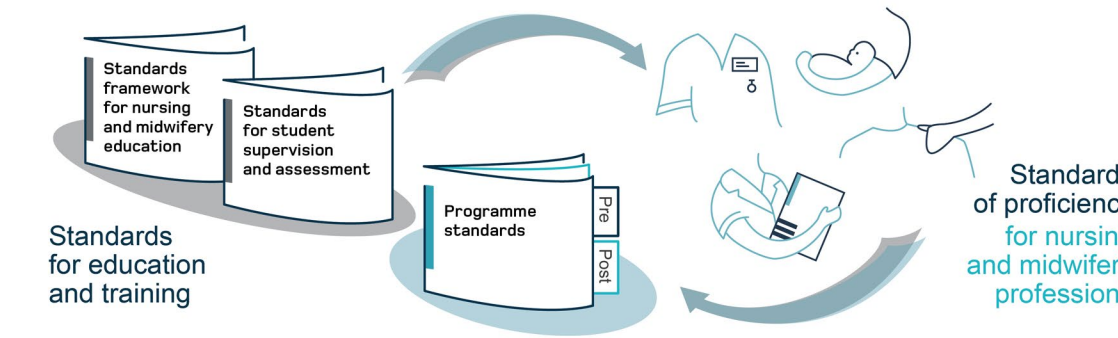 Standards
framework
for nursing
and midwifery
education
Standards
for student
supervision
and assessment
Programme
standards
Pre
Post
Standards
for education
and training
Standard
of proficienc
for nursin
and midwifer
profession